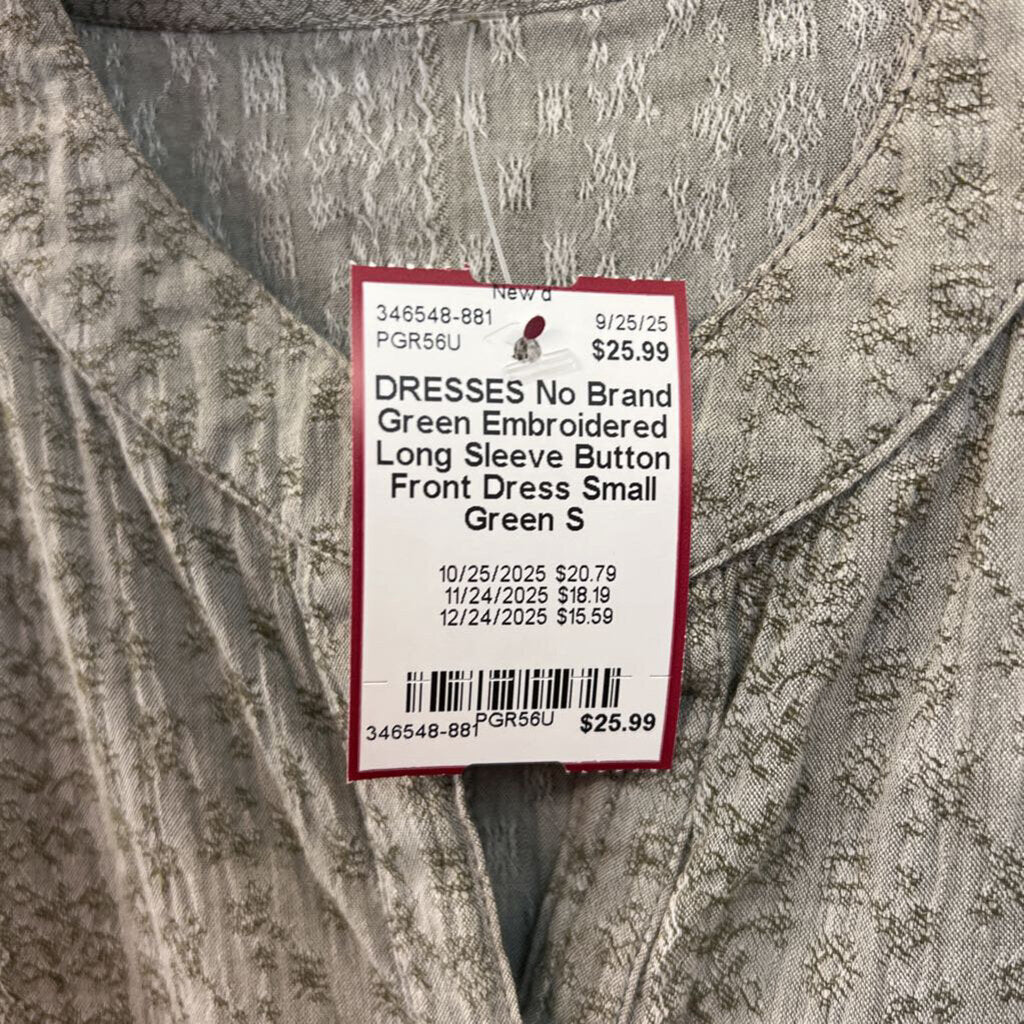 New'd
346548-881
9/25/25
PGR56U
$25.99
DRESSES No Brand
Green Embroidered
Long Sleeve Button
Front Dress Small
Green S
10/25/2025 $20.79
11/24/2025 $18.19
12/24/2025 $15.59
346548-881 PGR56U $25.99